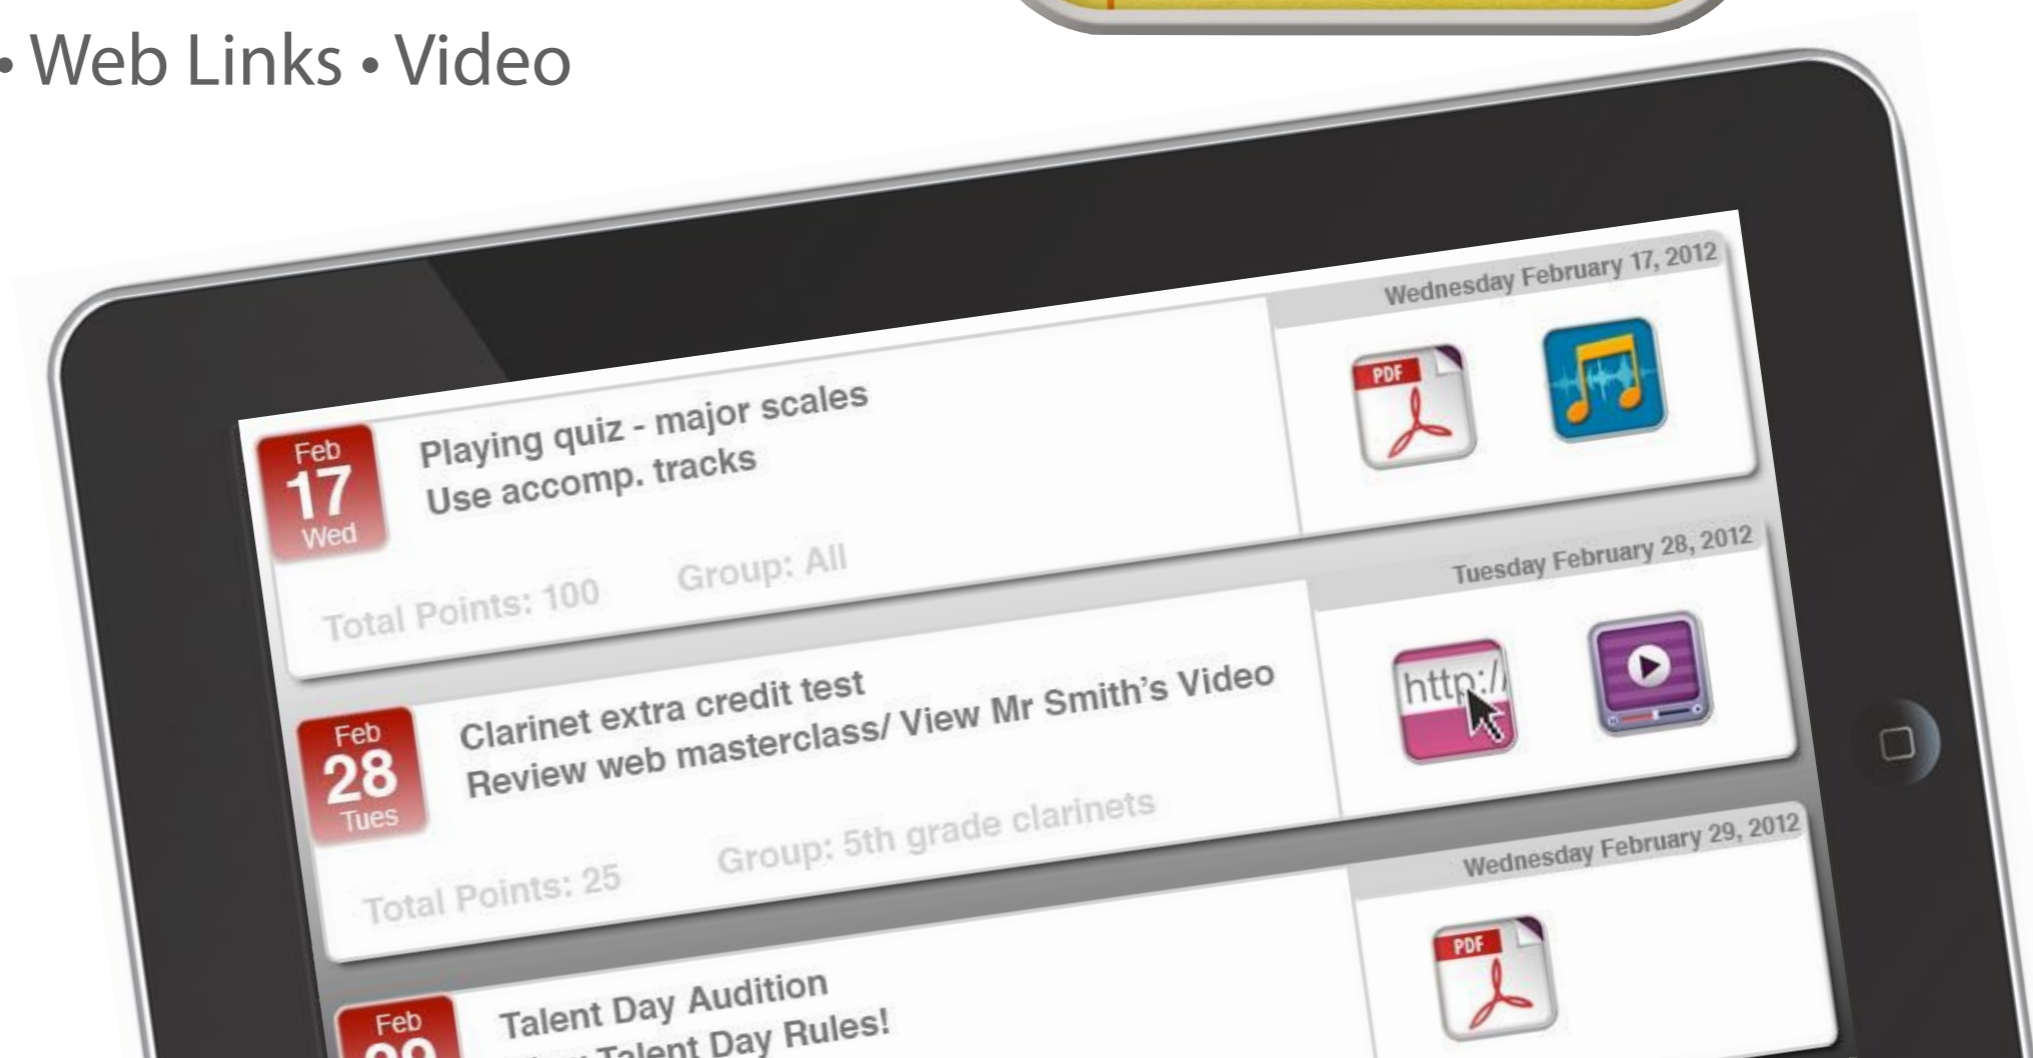 • Web Links • Video
Wednesday February 17, 2012
Feb
17
Wed
Playing quiz - major scales
Use accomp. tracks
PDF
Total Points: 100 Group: All
Tuesday February 28, 2012
Feb
28
Tues
Clarinet extra credit test
Review web masterclass/ View Mr Smith's Video
http://
Total Points: 25 Group: 5th grade clarinets
Wednesday February 29, 2012
Feb
29
Talent Day Audition
Talent Day Rules!
PDF